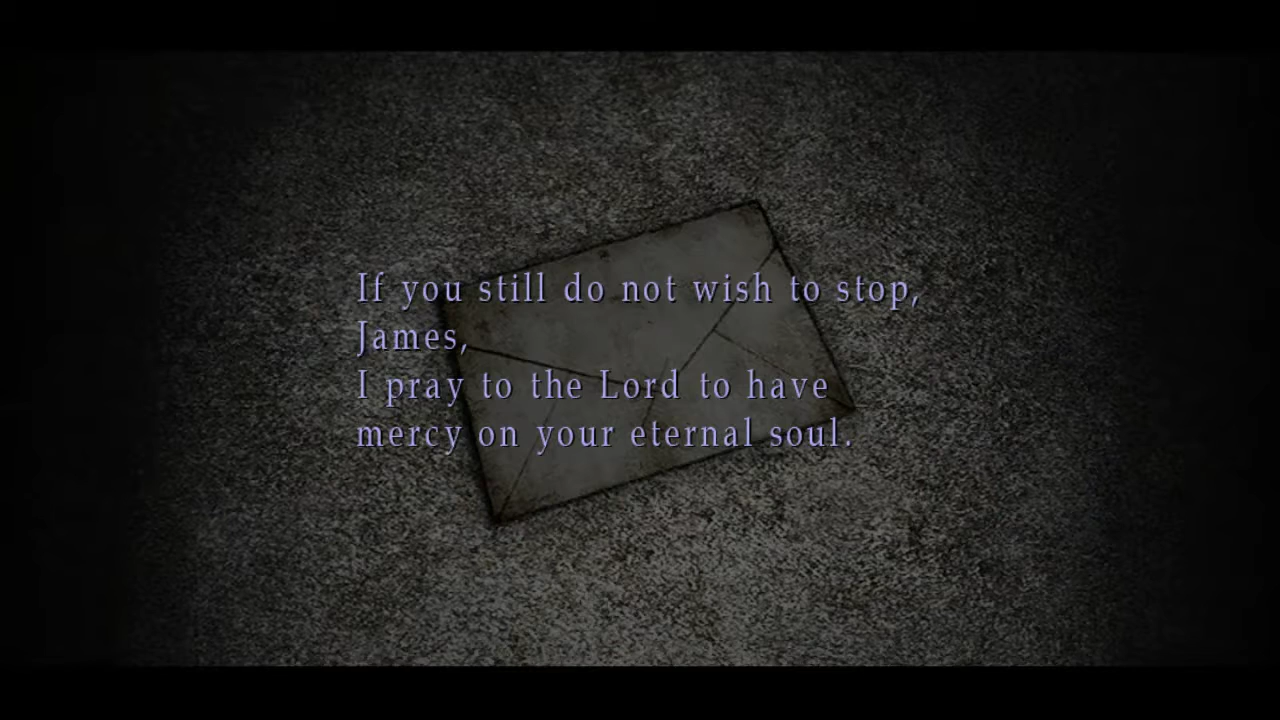 If you still do not wish to stop,
James,
I pray to the Lord to have
mercy on your eternal soul.